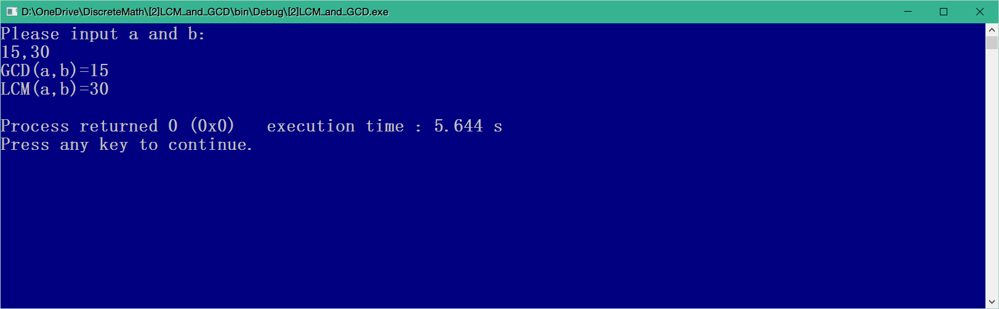 D:\OneDrive\DiscreteMath\[2]LCM_and_GCD\bin\Debug\[2]LCM_and_GCD.exe
Please input a and b:
15,30
GCD(a,b)=15
LCM(a,b)=30
Process returned 0 (0x0)   execution time : 5.644 s
Press any key to continue.